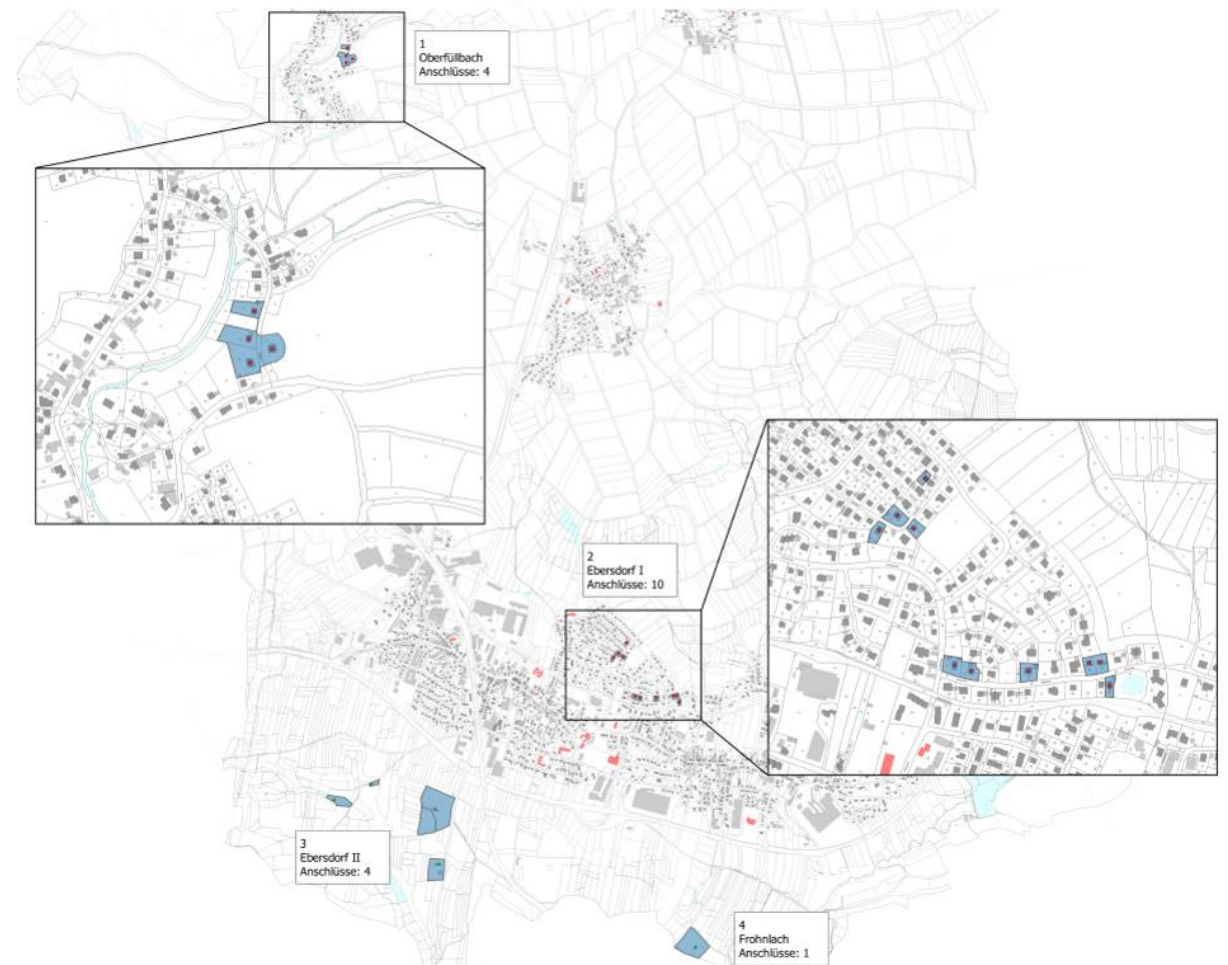 1
Oberfüllbach
Anschlüsse: 4
2
Ebersdorf I
Anschlüsse: 10
3
Ebersdorf II
Anschlüsse: 4
4
Frohnlach
Anschlüsse: 1